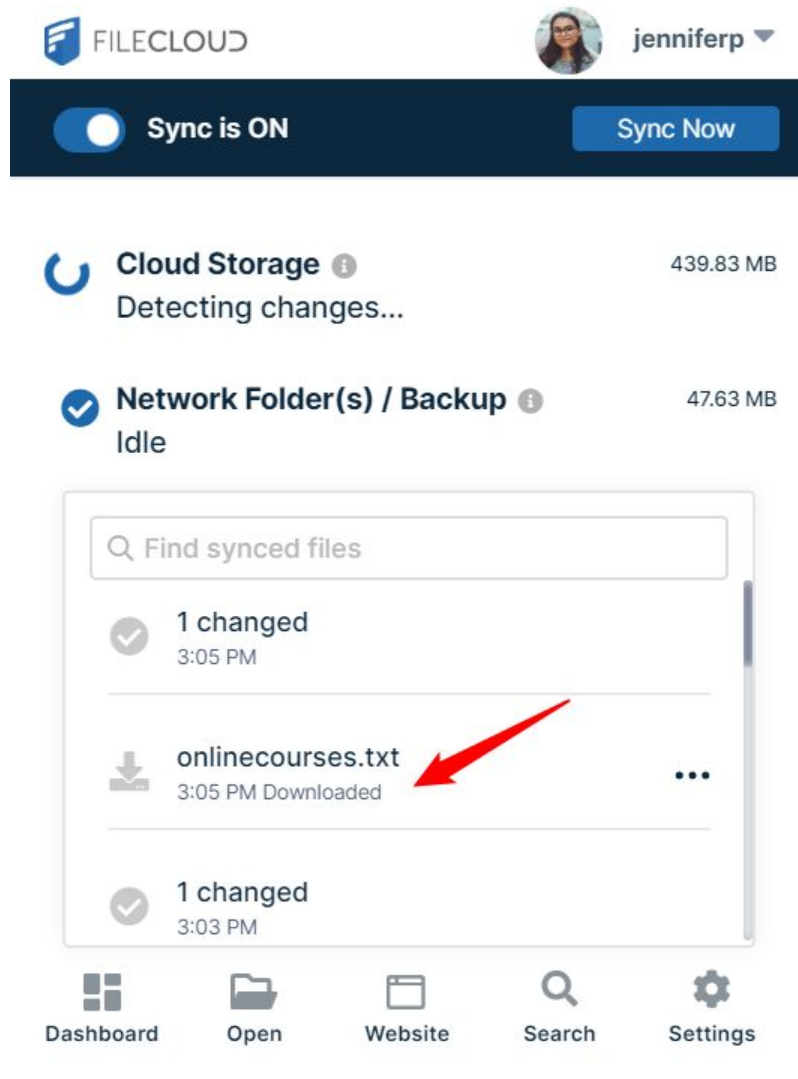 FILECLOUD
jenniferp
Sync is ON
Sync Now
Cloud Storage
439.83 MB
Detecting changes...
Network Folder(s) / Backup
47.63 MB
Idle
Find synced files
1 changed
3:05 PM
onlinecourses.txt
3:05 PM Downloaded
1 changed
3:03 PM
Dashboard
Open
Website
Search
Settings